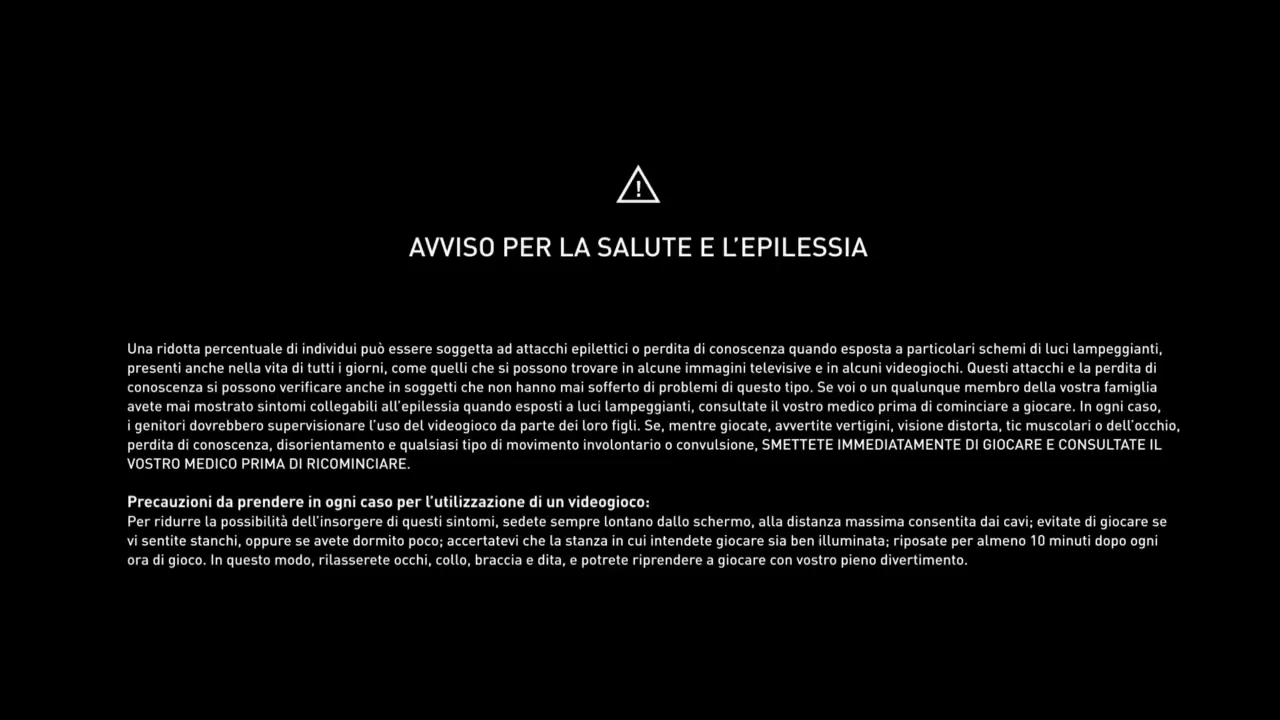 AVVISO PER LA SALUTE E L’EPILESSIA
Una ridotta percentuale di individui può essere soggetta ad attacchi epilettici o perdita di conoscenza quando esposta a particolari schemi di luci lampeggianti,
presenti anche nella vita di tutti i giorni, come quelli che si possono trovare in alcune immagini televisive e in alcuni videogiochi. Questi attacchi e la perdita di
conoscenza si possono verificare anche in soggetti che non hanno mai sofferto di problemi di questo tipo. Se voi o un qualunque membro della vostra famiglia
avete mai mostrato sintomi collegabili all’epilessia quando esposti a luci lampeggianti, consultate il vostro medico prima di cominciare a giocare. In ogni caso,
i genitori dovrebbero supervisionare l’uso del videogioco da parte dei loro figli. Se, mentre giocate, avvertite vertigini, visione distorta, tic muscolari o dell’occhio,
perdita di conoscenza, disorientamento e qualsiasi tipo di movimento involontario o convulsione, SMETTETE IMMEDIATAMENTE DI GIOCARE E CONSULTATE IL
VOSTRO MEDICO PRIMA DI RICOMINCIARE.
Precauzioni da prendere in ogni caso per l’utilizzazione di un videogioco:
Per ridurre la possibilità dell’insorgere di questi sintomi, sedete sempre lontano dallo schermo, alla distanza massima consentita dai cavi; evitate di giocare se
vi sentite stanchi, oppure se avete dormito poco; accertatevi che la stanza in cui intendete giocare sia ben illuminata; riposate per almeno 10 minuti dopo ogni
ora di gioco. In questo modo, rilasserete occhi, collo, braccia e dita, e potrete riprendere a giocare con vostro pieno divertimento.